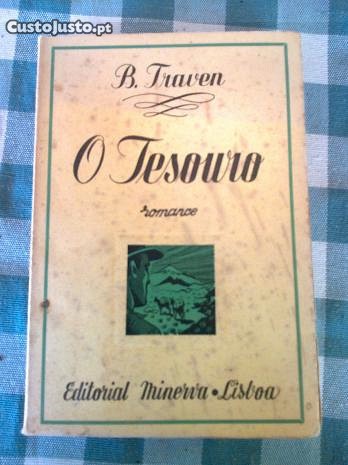 CustoJusto.pt
B. Traven
O Tesouro
romance
Editorial Minerva • Lisboa